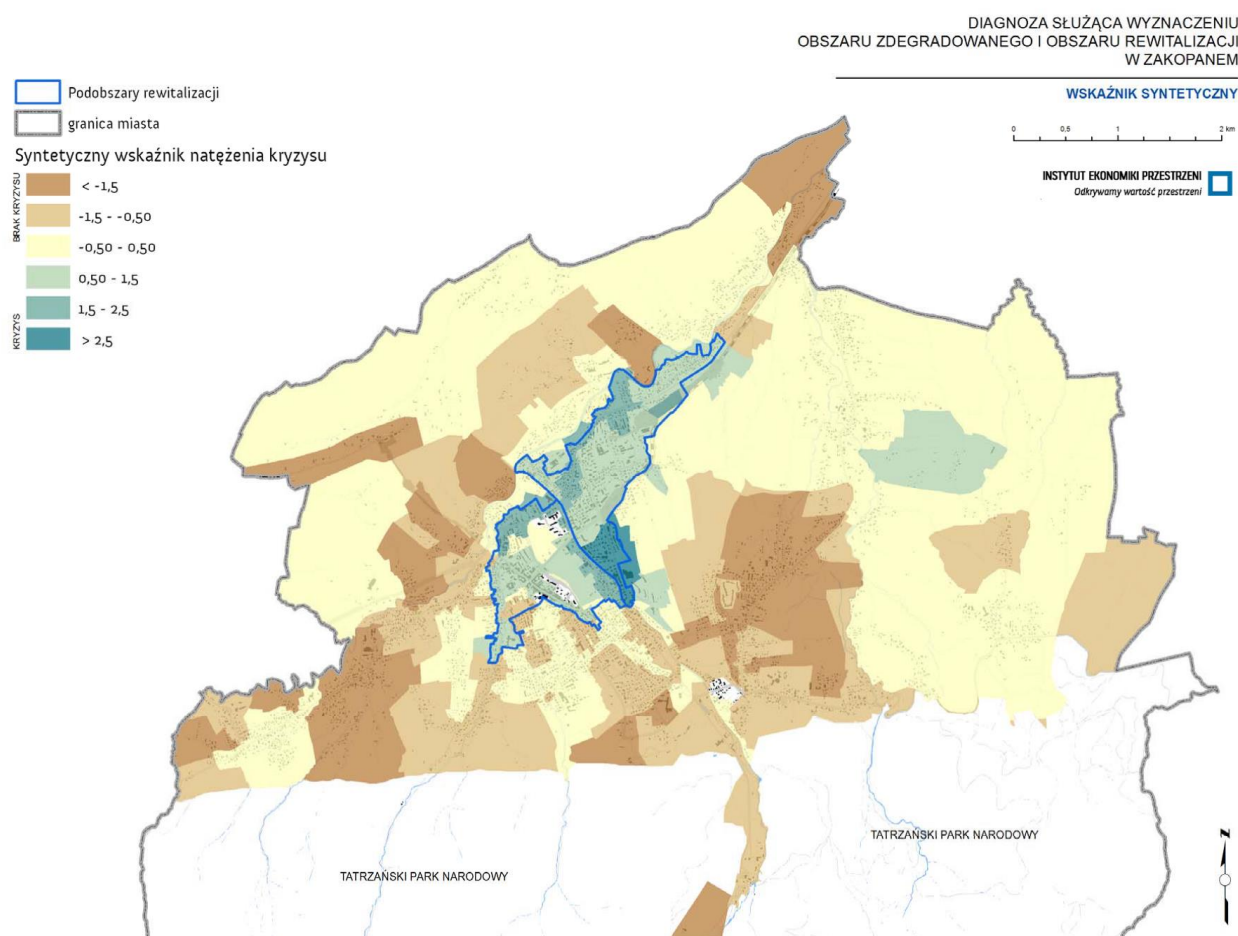 DIAGNOZA SŁUŻĄCA WYZNACZENIU
OBSZARU ZDEGRADOWANEGO I OBSZARU REWITALIZACJI
W ZAKOPANEM
WSKAŹNIK SYNTETYCZNY
0 0,5 1 2 km
INSTYTUT EKONOMIKI PRZESTRZENI
Odkrywamy wartość przestrzeni
Podobszary rewitalizacji
granica miasta
Syntetyczny wskaźnik natężenia kryzysu
BRAK KRYZYSU
< -1,5
-1,5 - -0,50
-0,50 - 0,50
0,50 - 1,5
1,5 - 2,5
KRYZYS
> 2,5
TATRZAŃSKI PARK NARODOWY
TATRZAŃSKI PARK NARODOWY
z